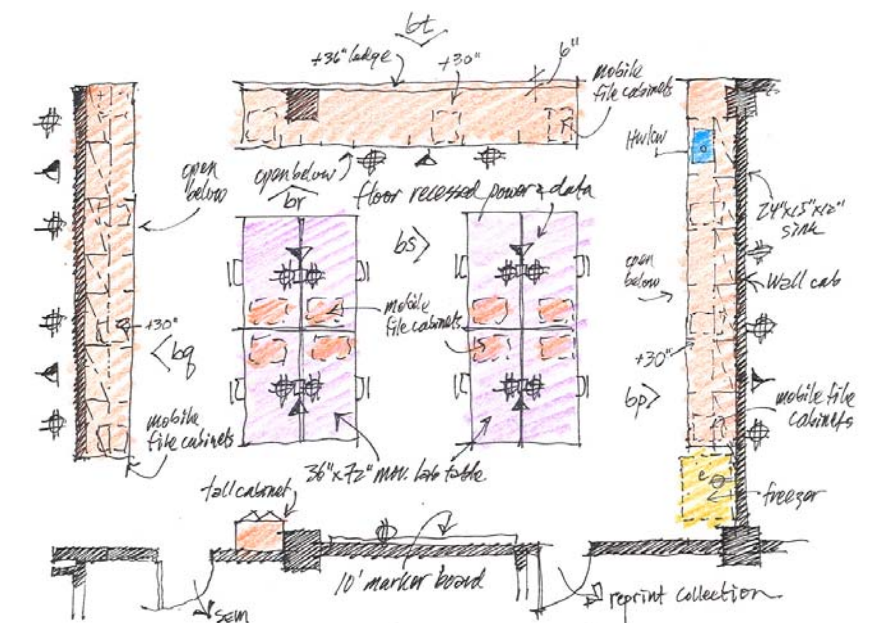 bt
+36" ledge
+30"
6"
mobile
file cabinets
HW/CW
open
below
open below
br
floor recessed power & data
24"x15"x12"
sink
bs
open
below
Wall cab
mobile
file cabinets
+30"
bq
+30"
bp
mobile file
cabinets
mobile
file cabinets
36"x72" mov. lab table
tall cabinet
freezer
10' marker board
SEM
reprint collection